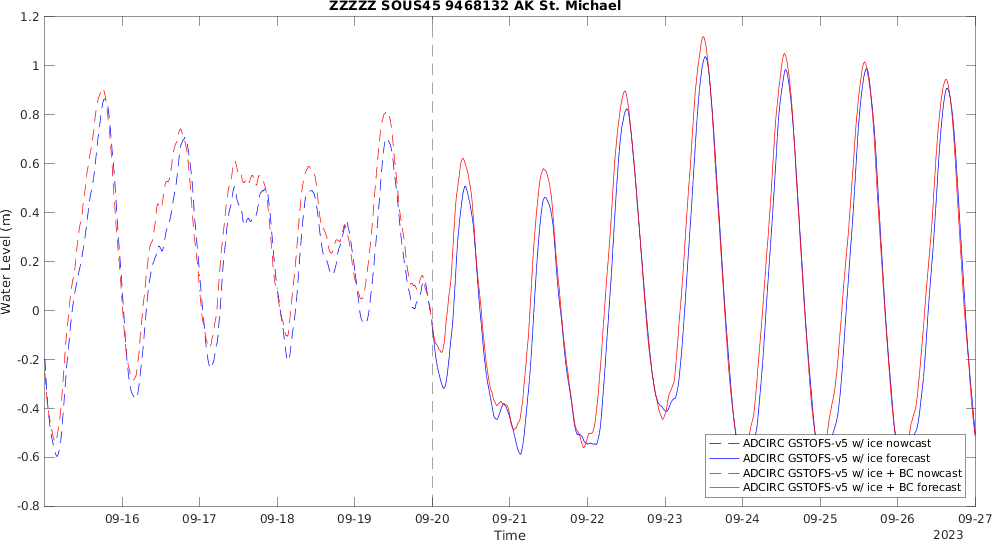 ZZZZZ SOUS45 9468132 AK St. Michael
Water Level (m)
1.2
1
0.8
0.6
0.4
0.2
0
-0.2
-0.4
-0.6
-0.8
ADCIRC GSTOFS-v5 w/ ice nowcast
ADCIRC GSTOFS-v5 w/ ice forecast
ADCIRC GSTOFS-v5 w/ ice + BC nowcast
ADCIRC GSTOFS-v5 w/ ice + BC forecast
09-16 09-17 09-18 09-19 09-20 09-21 09-22 09-23 09-24 09-25 09-26 09-27
Time
2023